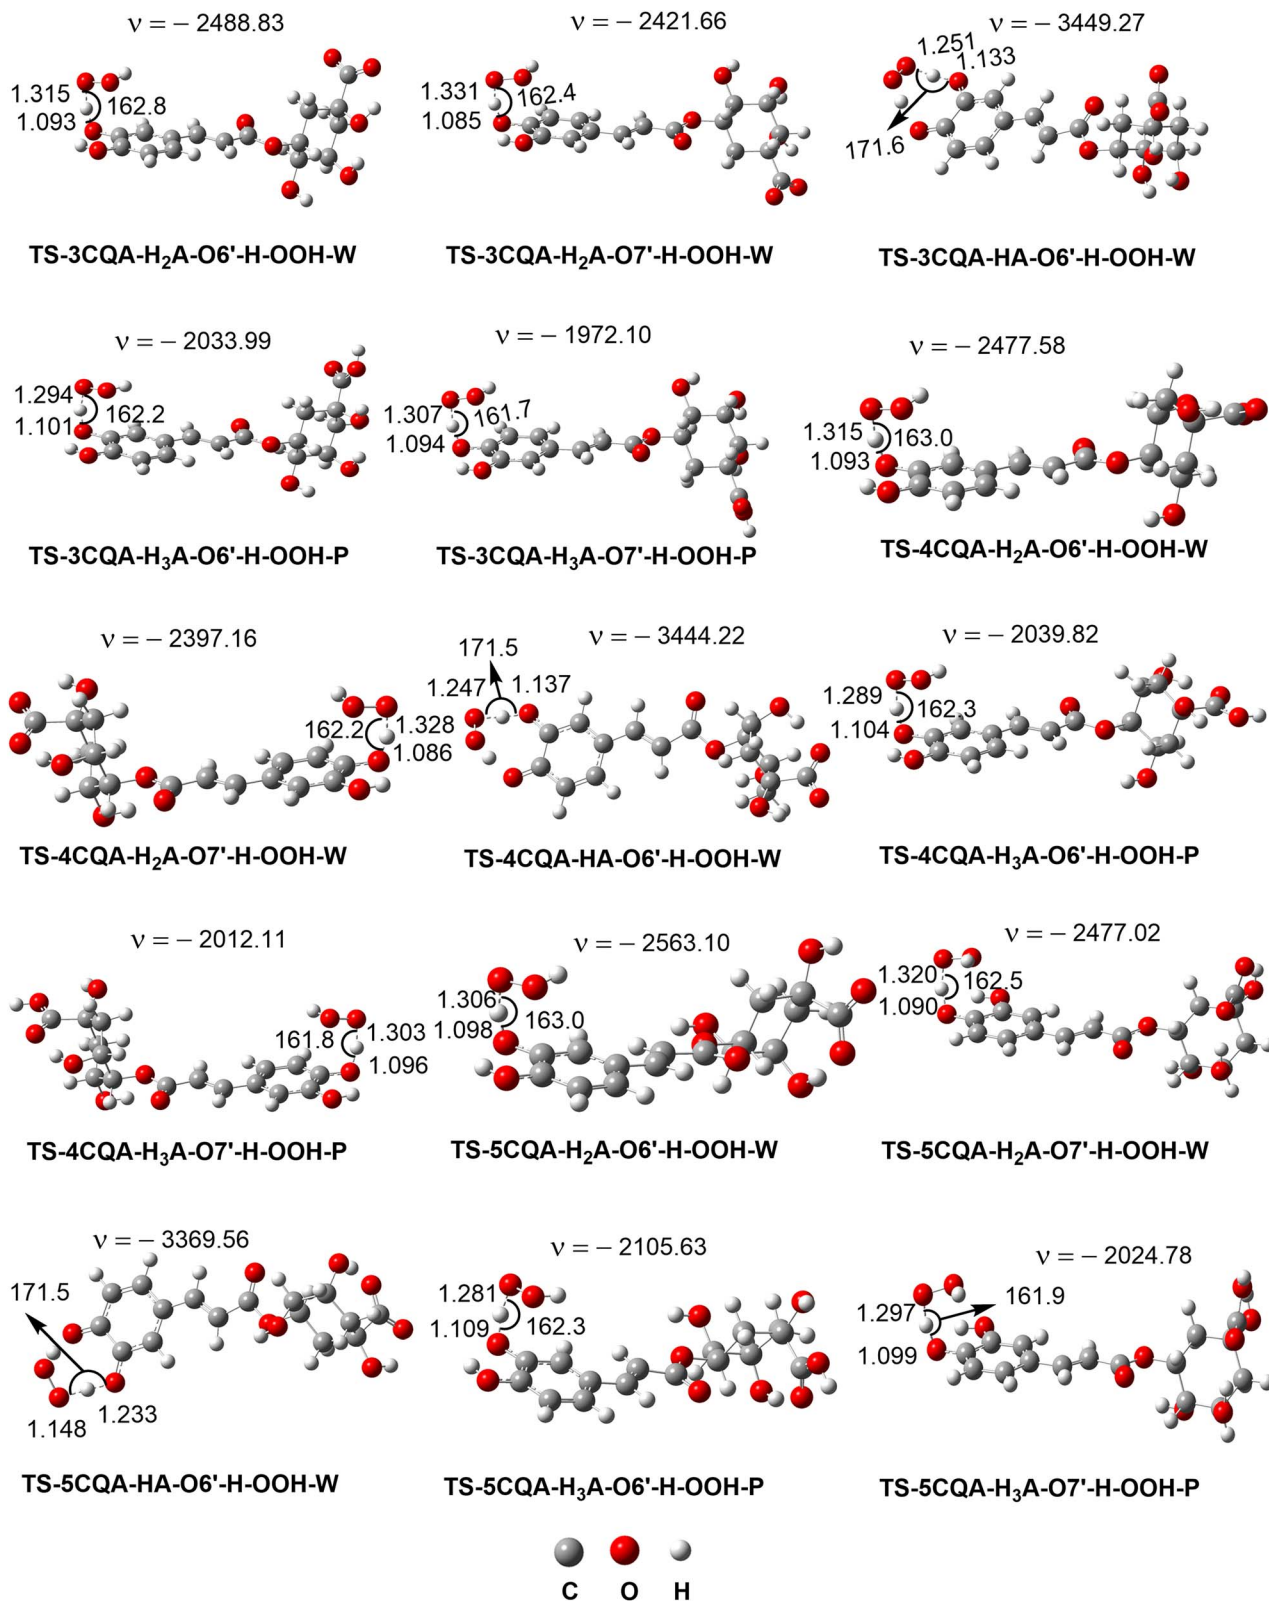 ν = − 2488.83
1.315
162.8
1.093
TS-3CQA-H₂A-O6'-H-OOH-W
ν = − 2421.66
1.331
162.4
1.085
TS-3CQA-H₂A-O7'-H-OOH-W
ν = − 3449.27
1.251
1.133
171.6
TS-3CQA-HA-O6'-H-OOH-W
ν = − 2033.99
1.294
162.2
1.101
TS-3CQA-H₃A-O6'-H-OOH-P
ν = − 1972.10
1.307
161.7
1.094
TS-3CQA-H₃A-O7'-H-OOH-P
ν = − 2477.58
1.315
163.0
1.093
TS-4CQA-H₂A-O6'-H-OOH-W
ν = − 2397.16
162.2
1.328
1.086
TS-4CQA-H₂A-O7'-H-OOH-W
ν = − 3444.22
171.5
1.247
1.137
TS-4CQA-HA-O6'-H-OOH-W
ν = − 2039.82
1.289
162.3
1.104
TS-4CQA-H₃A-O6'-H-OOH-P
ν = − 2012.11
161.8
1.303
1.096
TS-4CQA-H₃A-O7'-H-OOH-P
ν = − 2563.10
1.306
163.0
1.098
TS-5CQA-H₂A-O6'-H-OOH-W
ν = − 2477.02
1.320
162.5
1.090
TS-5CQA-H₂A-O7'-H-OOH-W
ν = − 3369.56
171.5
1.148
1.233
TS-5CQA-HA-O6'-H-OOH-W
ν = − 2105.63
1.281
162.3
1.109
TS-5CQA-H₃A-O6'-H-OOH-P
ν = − 2024.78
1.297
161.9
1.099
TS-5CQA-H₃A-O7'-H-OOH-P
C O H